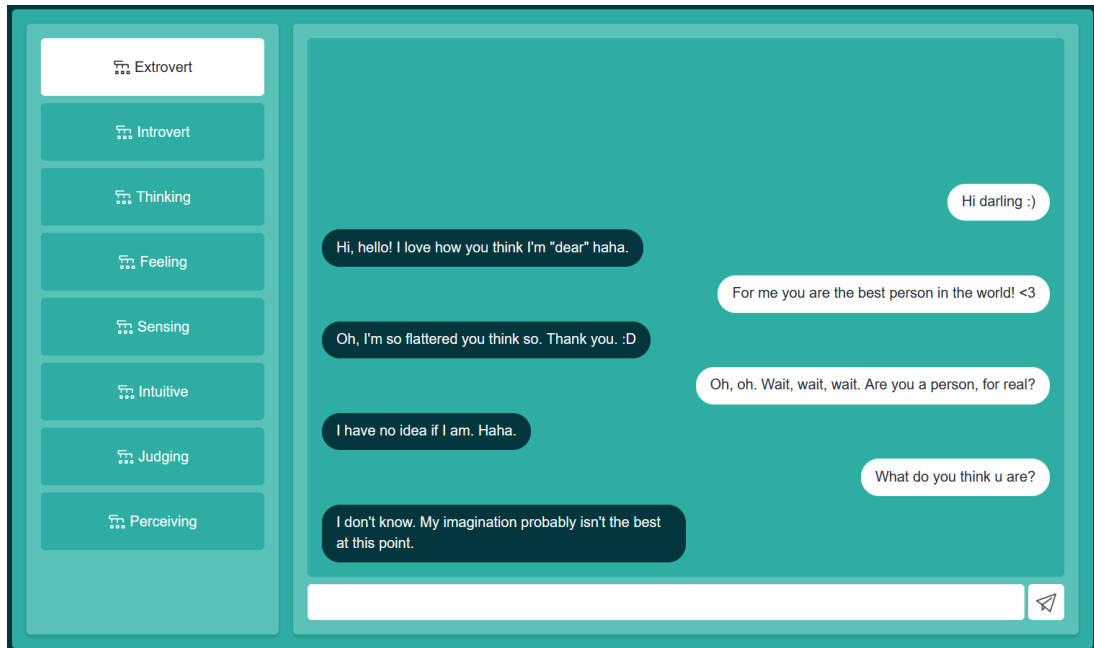 Extrovert
Introvert
Thinking
Feeling
Sensing
Intuitive
Judging
Perceiving
Hi darling :)
Hi, hello! I love how you think I'm "dear" haha.
For me you are the best person in the world! <3
Oh, I'm so flattered you think so. Thank you. :D
Oh, oh. Wait, wait, wait. Are you a person, for real?
I have no idea if I am. Haha.
What do you think u are?
I don't know. My imagination probably isn't the best
at this point.